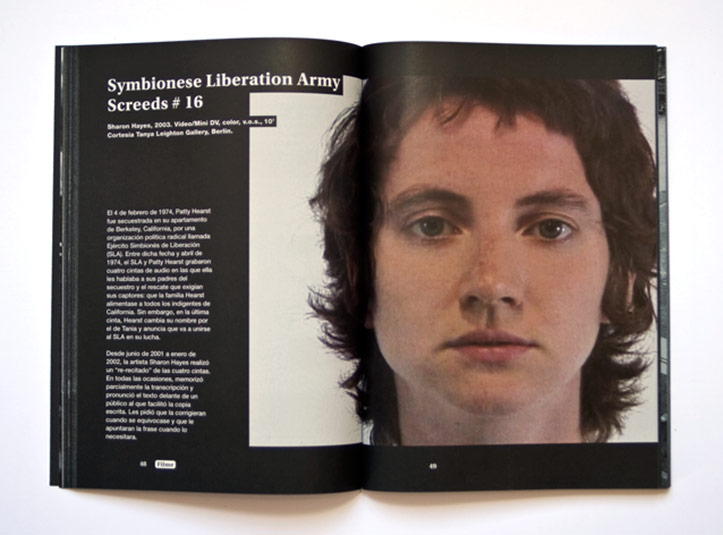 Symbionese Liberation Army
Screeds # 16
Sharon Hayes, 2003. Video/Mini DV, color, v.o.s., 10'
Cortesía Tanya Leighton Gallery, Berlín.
El 4 de febrero de 1974, Patty Hearst
fue secuestrada en su apartamento
de Berkeley, California, por una
organización política radical llamada
Ejército Simbionés de Liberación
(SLA). Entre dicha fecha y abril de
1974, el SLA y Patty Hearst grabaron
cuatro cintas de audio en las que ella
les hablaba a sus padres del
secuestro y el rescate que exigían
sus captores: que la familia Hearst
alimentase a todos los indigentes de
California. Sin embargo, en la última
cinta, Hearst cambia su nombre por
el de Tania y anuncia que va a unirse
al SLA en su lucha.
Desde junio de 2001 a enero de
2002, la artista Sharon Hayes realizó
un "re-recitado" de las cuatro cintas.
En todas las ocasiones, memorizó
parcialmente la transcripción y
pronunció el texto delante de un
público al que facilitó la copia
escrita. Les pidió que la corrigieran
cuando se equivocase y que le
apuntaran la frase cuando lo
necesitara.
48 Films
49